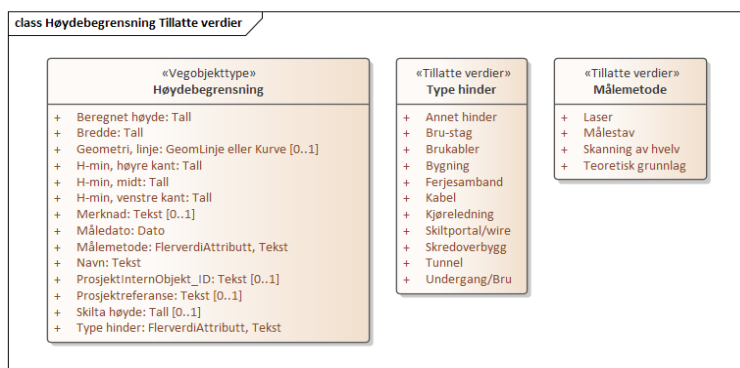 class Høydebegrensning Tillatte verdier
«Vegobjekttype»
Høydebegrensning
+ Beregnet høyde: Tall
+ Bredde: Tall
+ Geometri, linje: GeomLinje eller Kurve [0..1]
+ H-min, høyre kant: Tall
+ H-min, midt: Tall
+ H-min, venstre kant: Tall
+ Merknad: Tekst [0..1]
+ Måledato: Dato
+ Målemetode: FlerverdiAttributt, Tekst
+ Navn: Tekst
+ ProsjektInternObjekt_ID: Tekst [0..1]
+ Prosjektreferanse: Tekst [0..1]
+ Skilta høyde: Tall [0..1]
+ Type hinder: FlerverdiAttributt, Tekst
«Tillatte verdier»
Type hinder
+ Annet hinder
+ Bru-stag
+ Brukabler
+ Bygning
+ Ferjesamband
+ Kabel
+ Kjøreledning
+ Skiltportal/wire
+ Skredoverbygg
+ Tunnel
+ Undergang/Bru
«Tillatte verdier»
Målemetode
+ Laser
+ Målestav
+ Skanning av hvelv
+ Teoretisk grunnlag